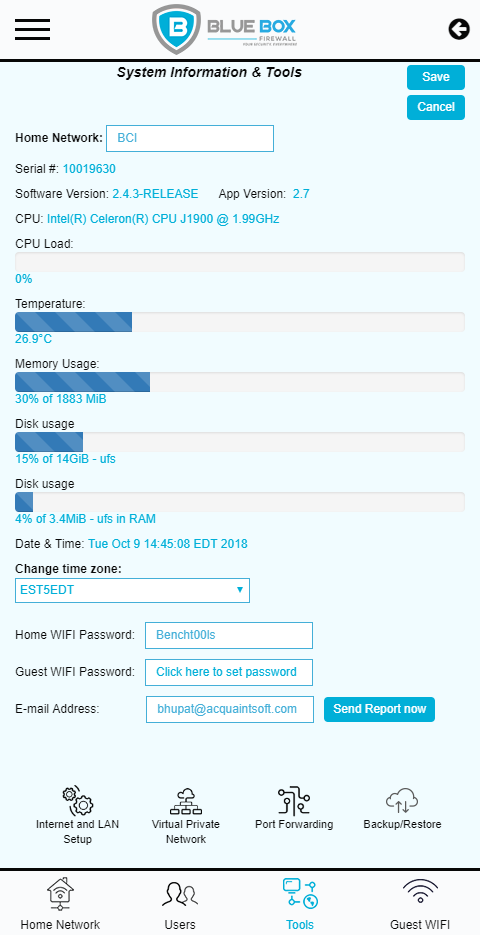 BLUE BOX
FIREWALL
YOUR SECURITY, EVERYWHERE
System Information & Tools
Save
Cancel
Home Network: BCI
Serial #: 10019630
Software Version: 2.4.3-RELEASE App Version: 2.7
CPU: Intel(R) Celeron(R) CPU J1900 @ 1.99GHz
CPU Load:
0%
Temperature:
26.9°C
Memory Usage:
30% of 1883 MiB
Disk usage
15% of 14GiB - ufs
Disk usage
4% of 3.4MiB - ufs in RAM
Date & Time: Tue Oct 9 14:45:08 EDT 2018
Change time zone:
EST5EDT
Home WIFI Password: Bencht00ls
Guest WIFI Password: Click here to set password
E-mail Address: bhupat@acquaintsoft.com Send Report now
Internet and LAN Setup
Virtual Private Network
Port Forwarding
Backup/Restore
Home Network
Users
Tools
Guest WIFI